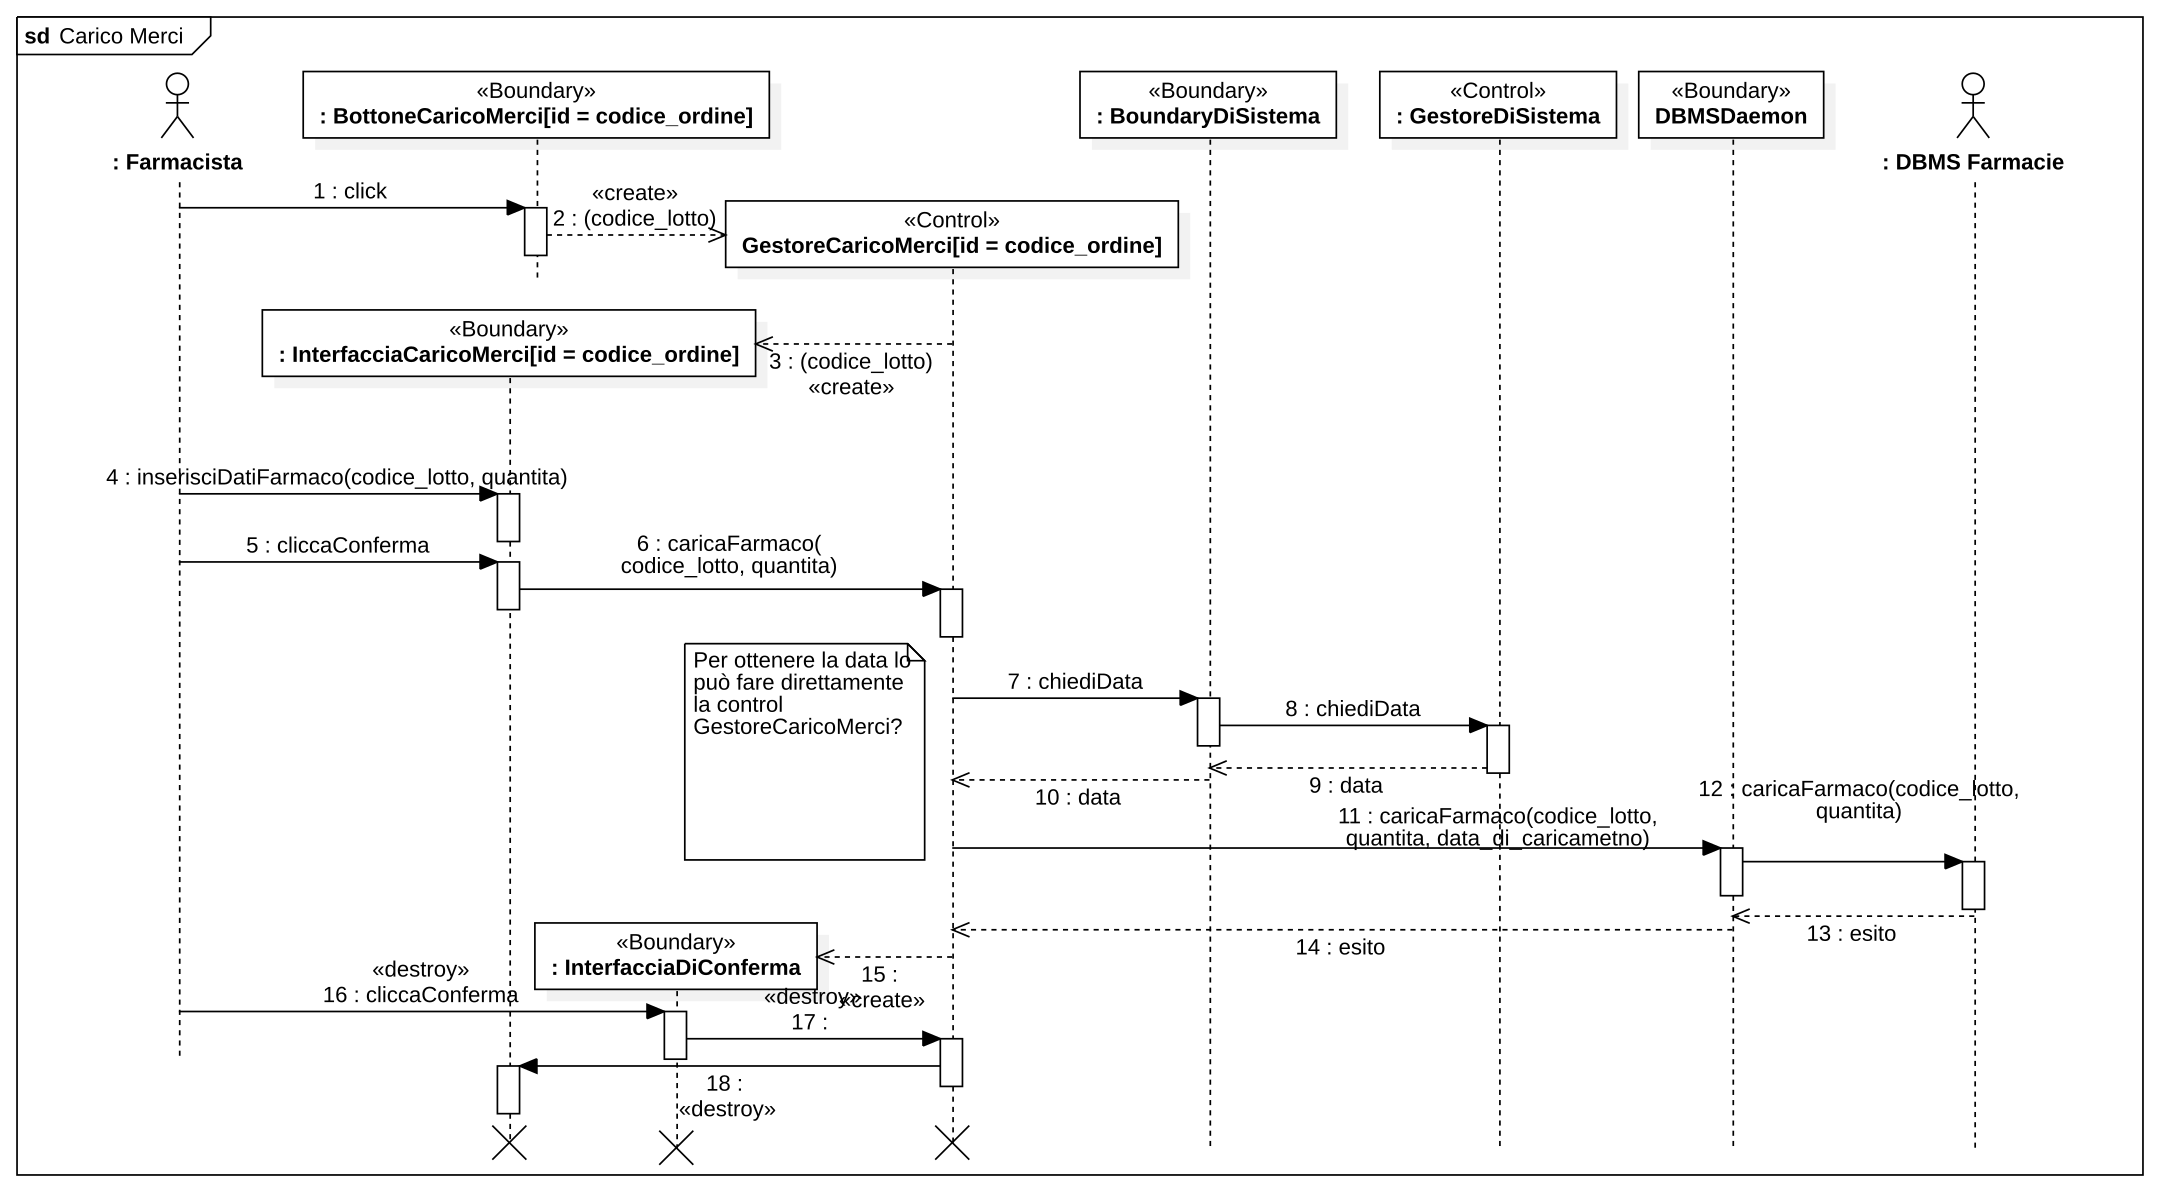 sd Carico Merci
«Boundary»
: BottoneCaricoMerci[id = codice_ordine]
«Boundary»
: BoundaryDiSistema
«Control»
: GestoreDiSistema
«Boundary»
DBMSDaemon
: Farmacista
: DBMS Farmacie
1 : click
«create»
2 : (codice_lotto)
«Control»
GestoreCaricoMerci[id = codice_ordine]
«Boundary»
: InterfacciaCaricoMerci[id = codice_ordine]
3 : (codice_lotto)
«create»
4 : inserisciDatiFarmaco(codice_lotto, quantita)
5 : cliccaConferma
6 : caricaFarmaco(
codice_lotto, quantita)
Per ottenere la data lo
può fare direttamente
la control
GestoreCaricoMerci?
7 : chiediData
8 : chiediData
9 : data
10 : data
12 : caricaFarmaco(codice_lotto,
quantita)
11 : caricaFarmaco(codice_lotto,
quantita, data_di_caricametno)
13 : esito
14 : esito
«Boundary»
: InterfacciaDiConferma
15 :
«create»
«destroy»
16 : cliccaConferma
«destroy»
17 :
18 :
«destroy»